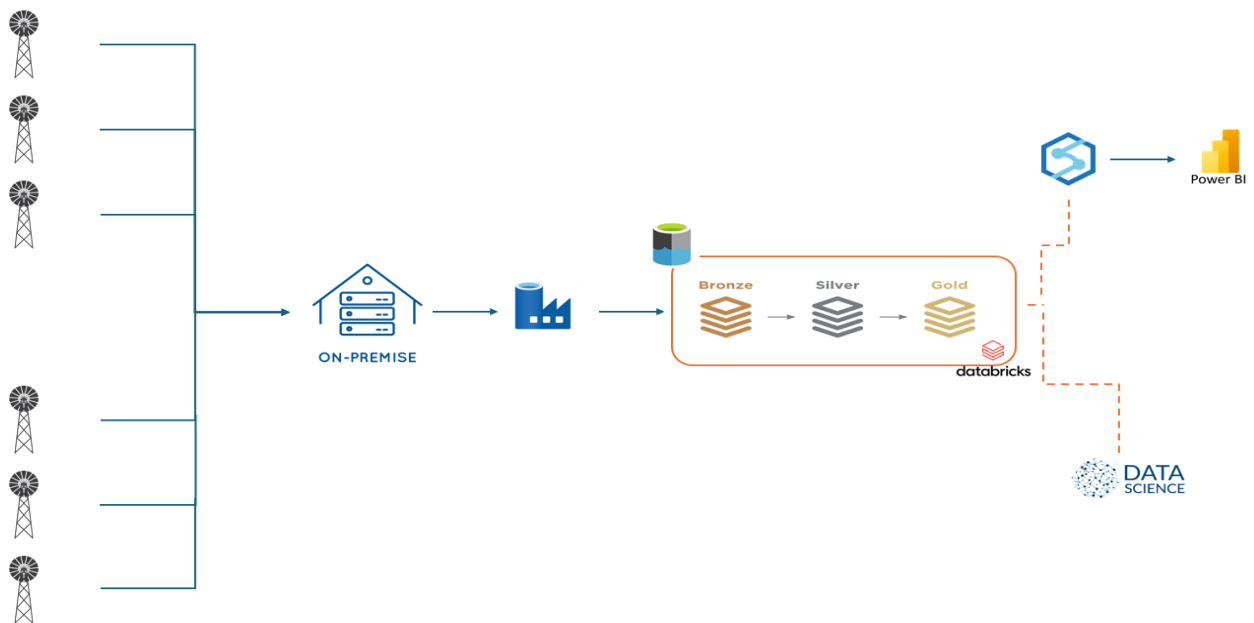 Power BI
Bronze
Silver
Gold
ON-PREMISE
databricks
DATA
SCIENCE